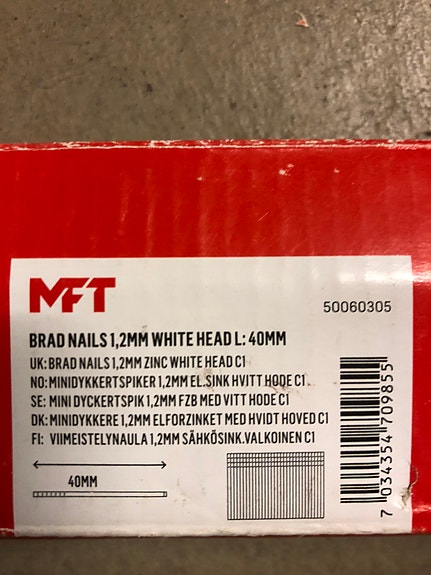 MFT
50060305
BRAD NAILS 1,2MM WHITE HEAD L: 40MM
UK: BRAD NAILS 1,2MM ZINC WHITE HEAD C1
NO: MINIDYKKERTSPIKER 1,2MM EL.SINK HVITT HODE C1
SE: MINI DYCKERTSPIK 1,2MM FZB MED VITT HODE C1
DK: MINIDYKKERE 1,2MM ELFORZINKET MED HVIDT HOVED C1
FI: VIIMEISTELYNAULA 1,2MM SÄHKÖSINK.VALKOINEN C1
40MM
7 034354 709855